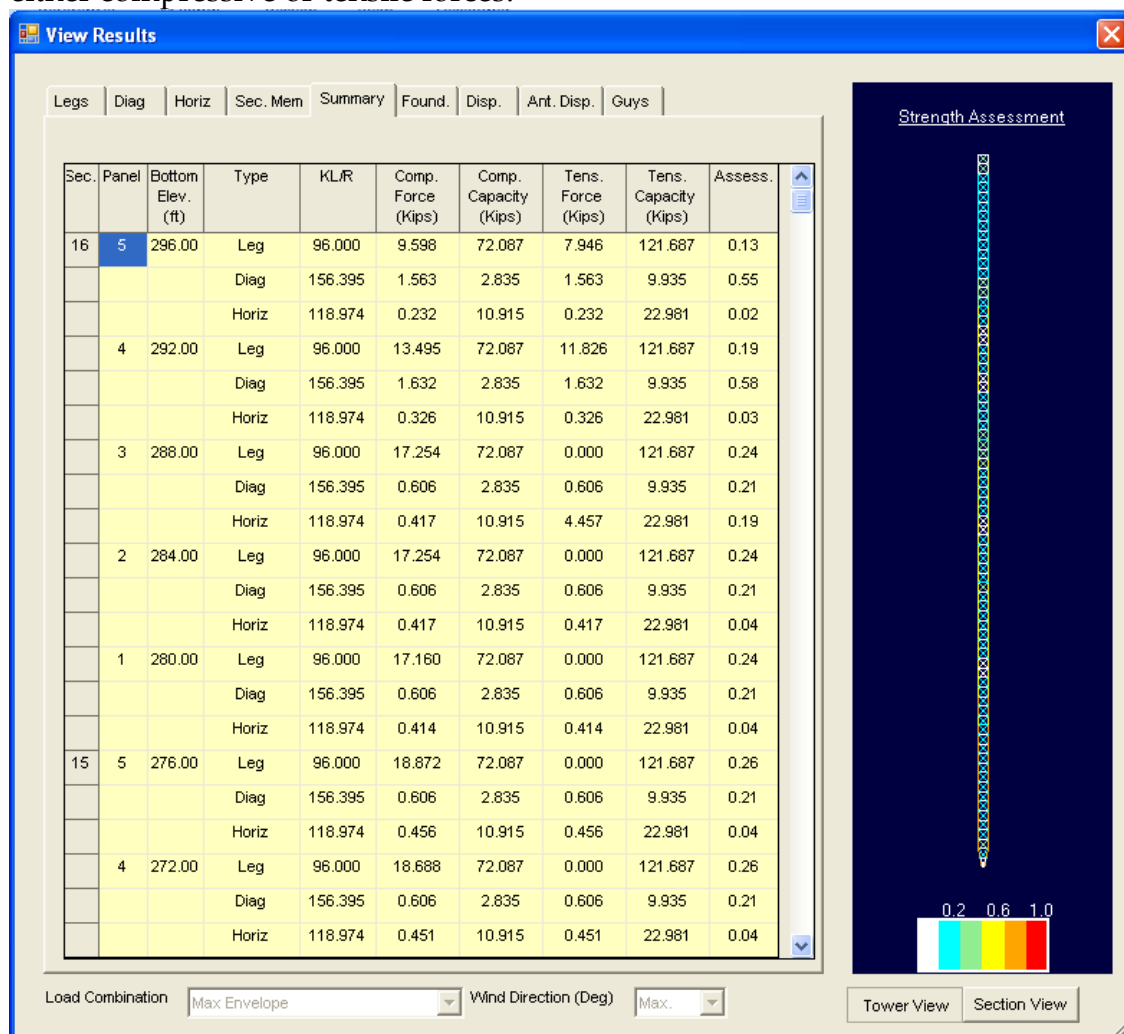 either compressive or tensile forces.
View Results
Legs Diag Horiz Sec. Mem Summary Found. Disp. Ant. Disp. Guys
Strength Assessment
Sec. Panel Bottom Type KL/R Comp. Comp. Tens. Tens. Assess.
Elev. Force Capacity Force Capacity
(ft) (Kips) (Kips) (Kips) (Kips)
16 5 296.00 Leg 96.000 9.598 72.087 7.946 121.687 0.13
Diag 156.395 1.563 2.835 1.563 9.935 0.55
Horiz 118.974 0.232 10.915 0.232 22.981 0.02
4 292.00 Leg 96.000 13.495 72.087 11.826 121.687 0.19
Diag 156.395 1.632 2.835 1.632 9.935 0.58
Horiz 118.974 0.326 10.915 0.326 22.981 0.03
3 288.00 Leg 96.000 17.254 72.087 0.000 121.687 0.24
Diag 156.395 0.606 2.835 0.606 9.935 0.21
Horiz 118.974 0.417 10.915 4.457 22.981 0.19
2 284.00 Leg 96.000 17.254 72.087 0.000 121.687 0.24
Diag 156.395 0.606 2.835 0.606 9.935 0.21
Horiz 118.974 0.417 10.915 0.417 22.981 0.04
1 280.00 Leg 96.000 17.160 72.087 0.000 121.687 0.24
Diag 156.395 0.606 2.835 0.606 9.935 0.21
Horiz 118.974 0.414 10.915 0.414 22.981 0.04
15 5 276.00 Leg 96.000 18.872 72.087 0.000 121.687 0.26
Diag 156.395 0.606 2.835 0.606 9.935 0.21
Horiz 118.974 0.456 10.915 0.456 22.981 0.04
4 272.00 Leg 96.000 18.688 72.087 0.000 121.687 0.26
Diag 156.395 0.606 2.835 0.606 9.935 0.21
Horiz 118.974 0.451 10.915 0.451 22.981 0.04
0.2 0.6 1.0
Load Combination Max Envelope Wind Direction (Deg) Max. Tower View Section View